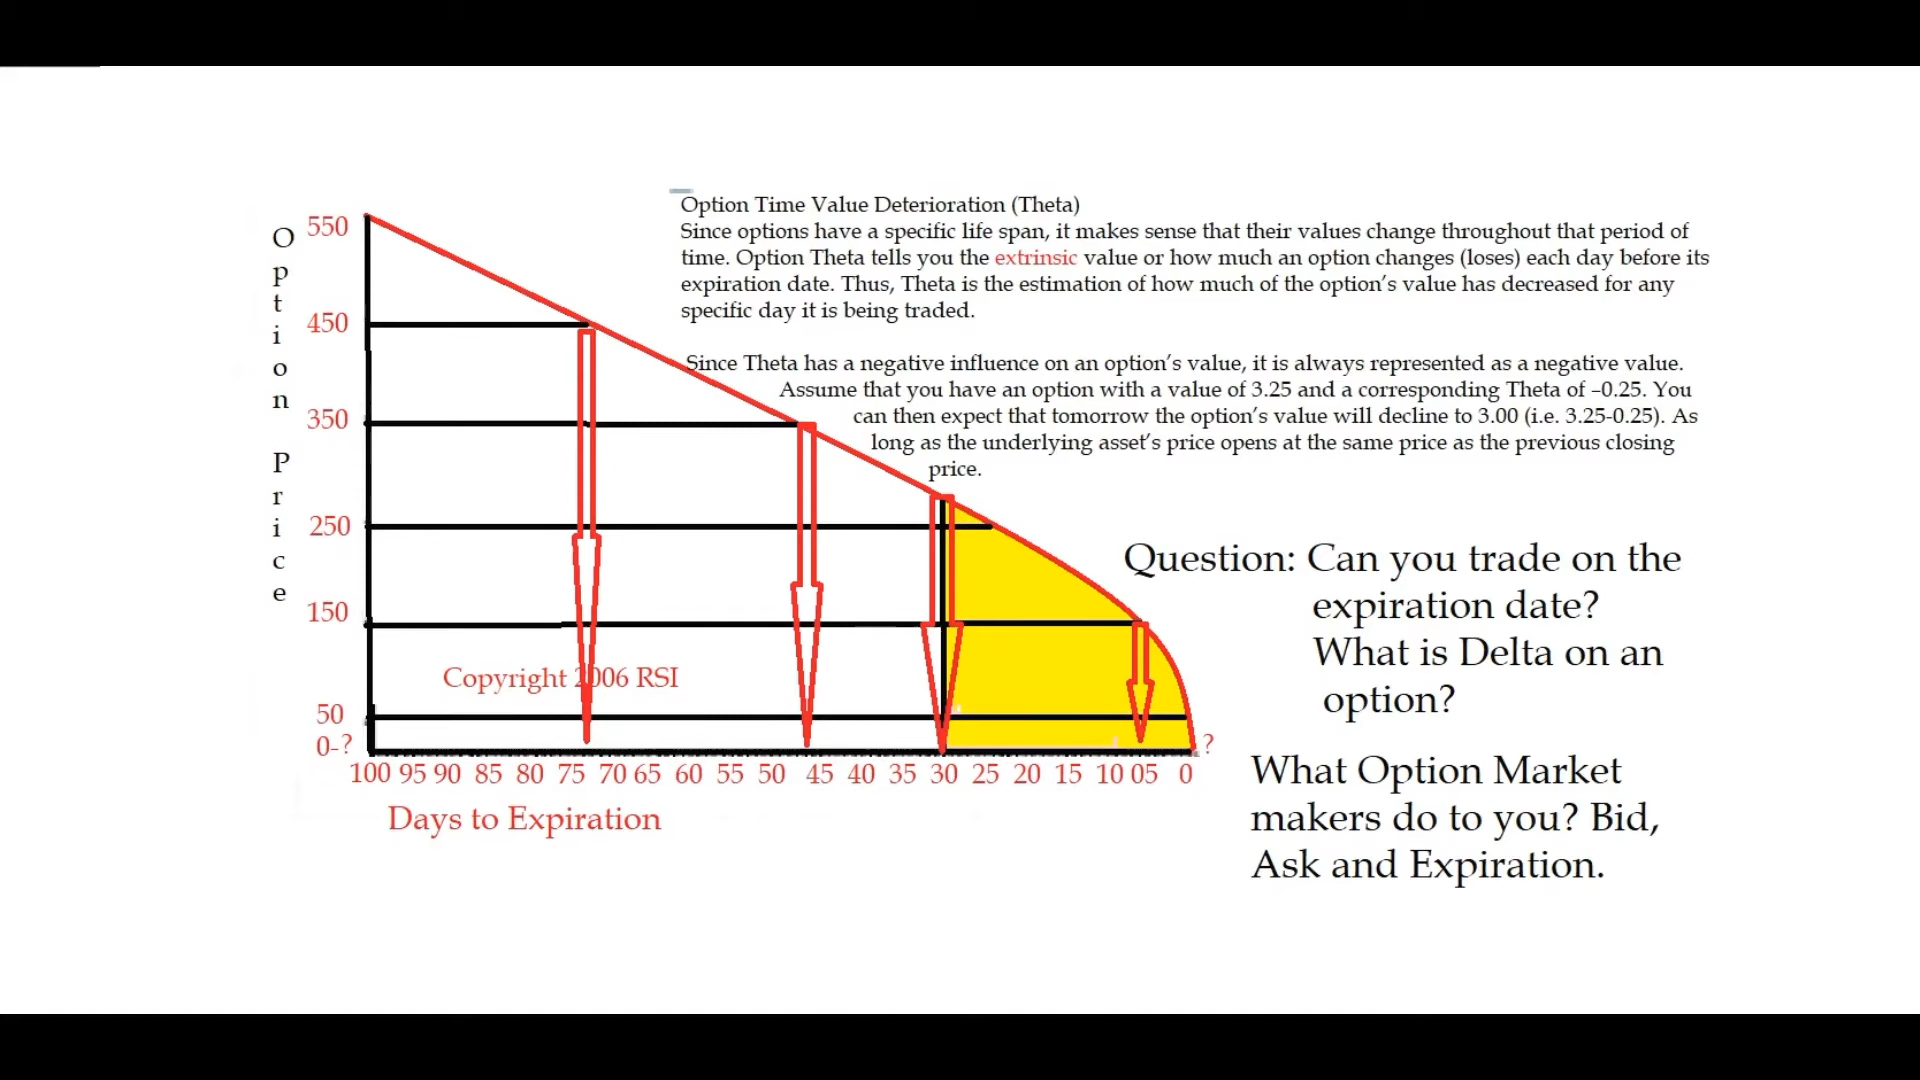 Option Time Value Deterioration (Theta)
Since options have a specific life span, it makes sense that their values change throughout that period of
time. Option Theta tells you the extrinsic value or how much an option changes (loses) each day before its
expiration date. Thus, Theta is the estimation of how much of the option's value has decreased for any
specific day it is being traded.
Since Theta has a negative influence on an option's value, it is always represented as a negative value.
Assume that you have an option with a value of 3.25 and a corresponding Theta of –0.25. You
can then expect that tomorrow the option's value will decline to 3.00 (i.e. 3.25-0.25). As
long as the underlying asset's price opens at the same price as the previous closing
price.
Option Price
550
450
350
250
150
50
0-?
Copyright 2006 RSI
?
100 95 90 85 80 75 70 65 60 55 50 45 40 35 30 25 20 15 10 05 0
Days to Expiration
Question: Can you trade on the
expiration date?
What is Delta on an
option?
What Option Market
makers do to you? Bid,
Ask and Expiration.